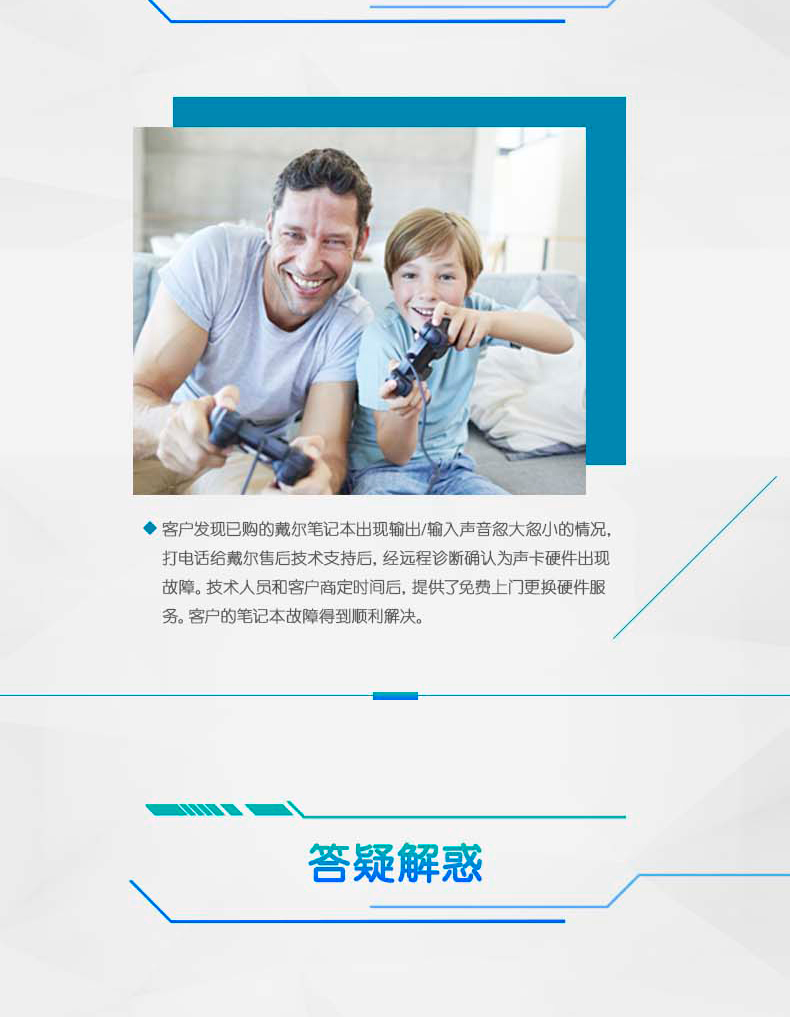 客户发现已购的戴尔笔记本出现输出/输入声音忽大忽小的情况，
打电话给戴尔售后技术支持后，经远程诊断确认为声卡硬件出现
故障。技术人员和客户商定时间后，提供了免费上门更换硬件服
务。客户的笔记本故障得到顺利解决。
答疑解惑